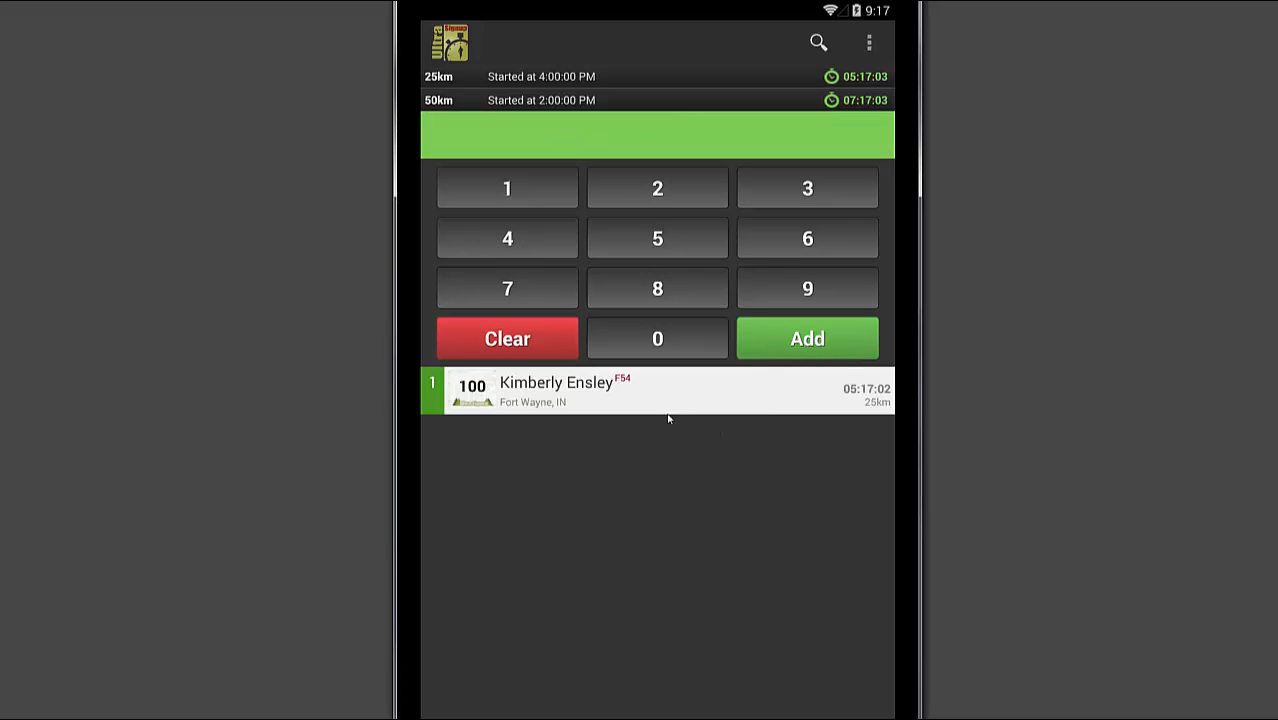 9:17
Ultra
Signup
25km Started at 4:00:00 PM 05:17:03
50km Started at 2:00:00 PM 07:17:03
1 2 3
4 5 6
7 8 9
Clear 0 Add
1 100 Kimberly Ensley F54 05:17:02
Fort Wayne, IN 25km